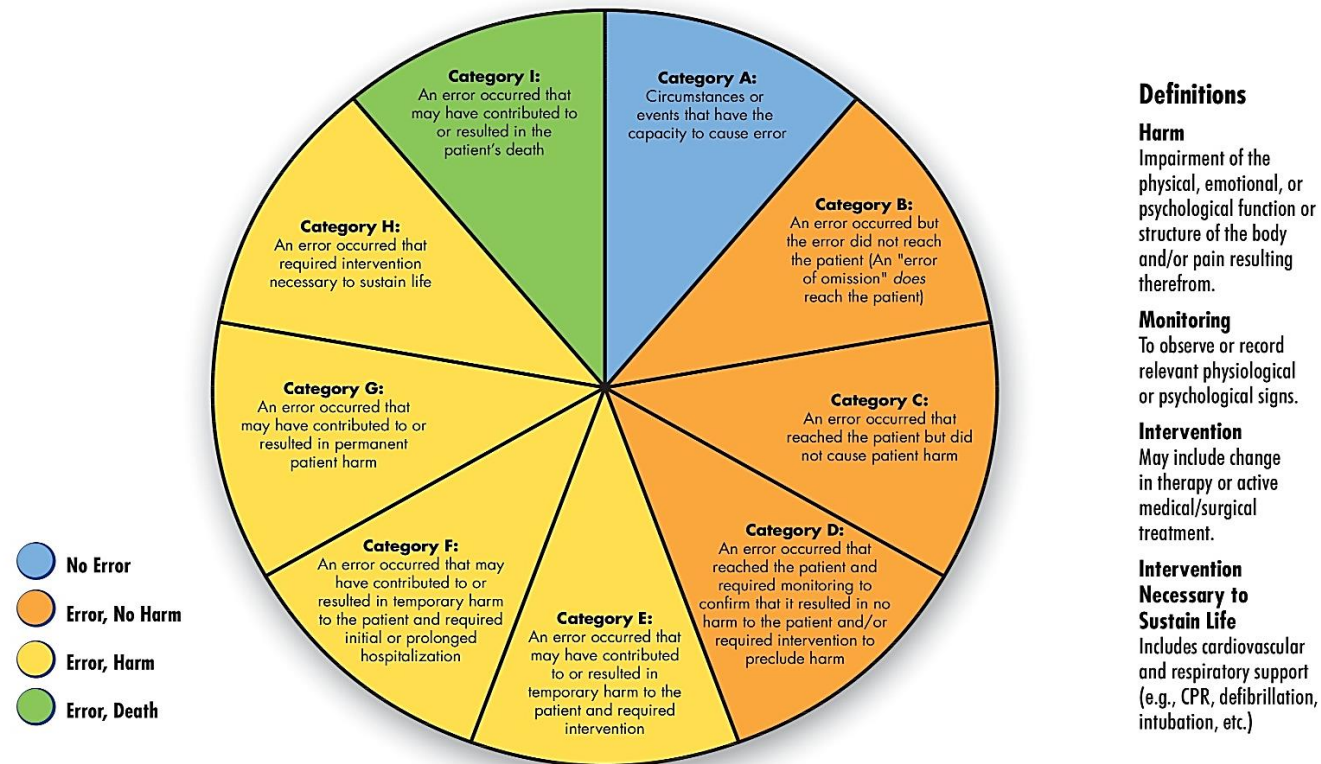 Category I:
An error occurred that
may have contributed to
or resulted in the
patient's death
Category A:
Circumstances or
events that have the
capacity to cause error
Category B:
An error occurred but
the error did not reach
the patient (An "error
of omission" does
reach the patient)
Category C:
An error occurred that
reached the patient but did
not cause patient harm
Category D:
An error occurred that
reached the patient and
required monitoring to
confirm that it resulted in no
harm to the patient and/or
required intervention to
preclude harm
Category E:
An error occurred that
may have contributed
to or resulted in
temporary harm to the
patient and required
intervention
Category F:
An error occurred that may
have contributed to or
resulted in temporary harm
to the patient and required
initial or prolonged
hospitalization
Category G:
An error occurred that
may have contributed to or
resulted in permanent
patient harm
Category H:
An error occurred that
required intervention
necessary to sustain life
No Error
Error, No Harm
Error, Harm
Error, Death
Definitions
Harm
Impairment of the
physical, emotional, or
psychological function or
structure of the body
and/or pain resulting
therefrom.
Monitoring
To observe or record
relevant physiological
or psychological signs.
Intervention
May include change
in therapy or active
medical/surgical
treatment.
Intervention
Necessary to
Sustain Life
Includes cardiovascular
and respiratory support
(e.g., CPR, defibrillation,
intubation, etc.)